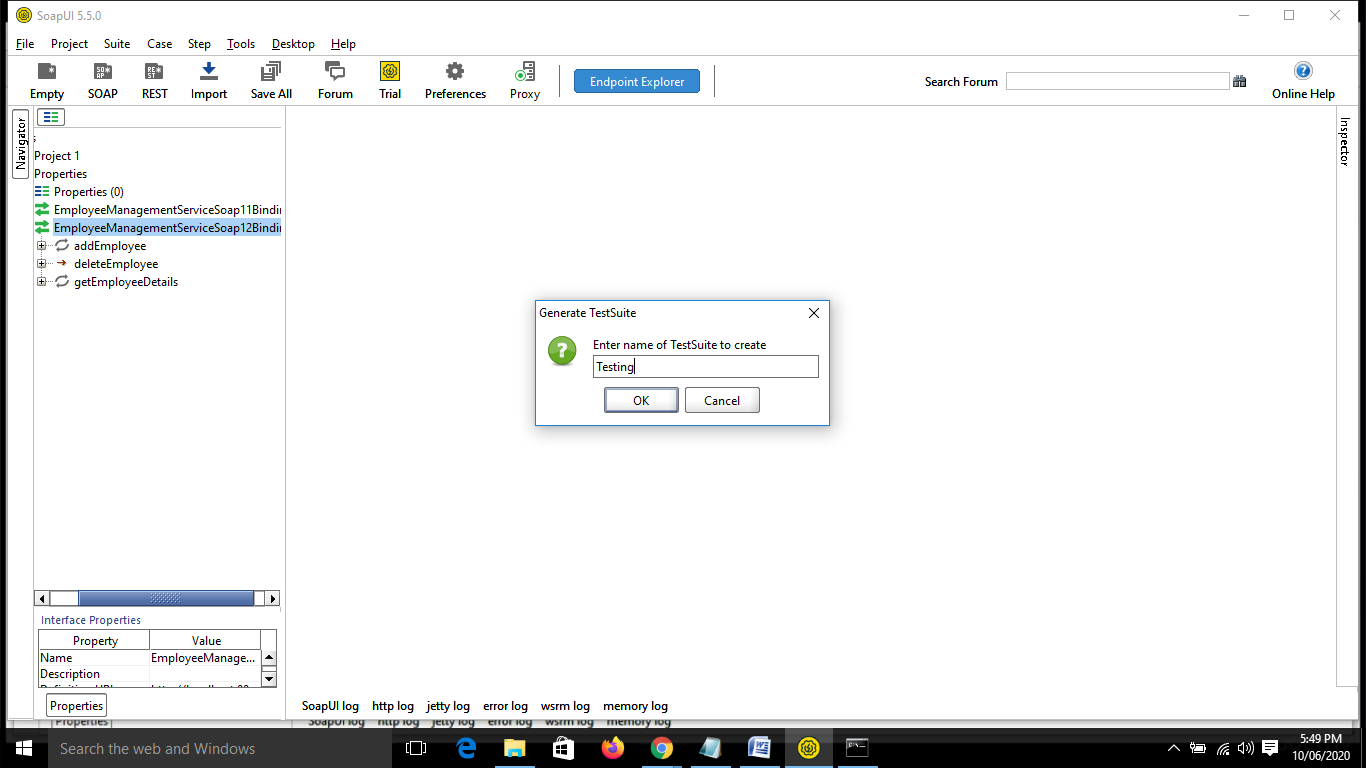 SoapUI 5.5.0
File Project Suite Case Step Tools Desktop Help
Empty SOAP REST Import Save All Forum Trial Preferences Proxy Endpoint Explorer Search Forum Online Help
Navigator
Inspector
Project 1
Properties
Properties (0)
EmployeeManagementServiceSoap11Bindi
EmployeeManagementServiceSoap12Bindi
addEmployee
deleteEmployee
getEmployeeDetails
Generate TestSuite
Enter name of TestSuite to create
Testing
OK Cancel
Interface Properties
Property Value
Name EmployeeManage...
Description
Properties
SoapUI log http log jetty log error log wsrm log memory log
Search the web and Windows
5:49 PM
10/06/2020